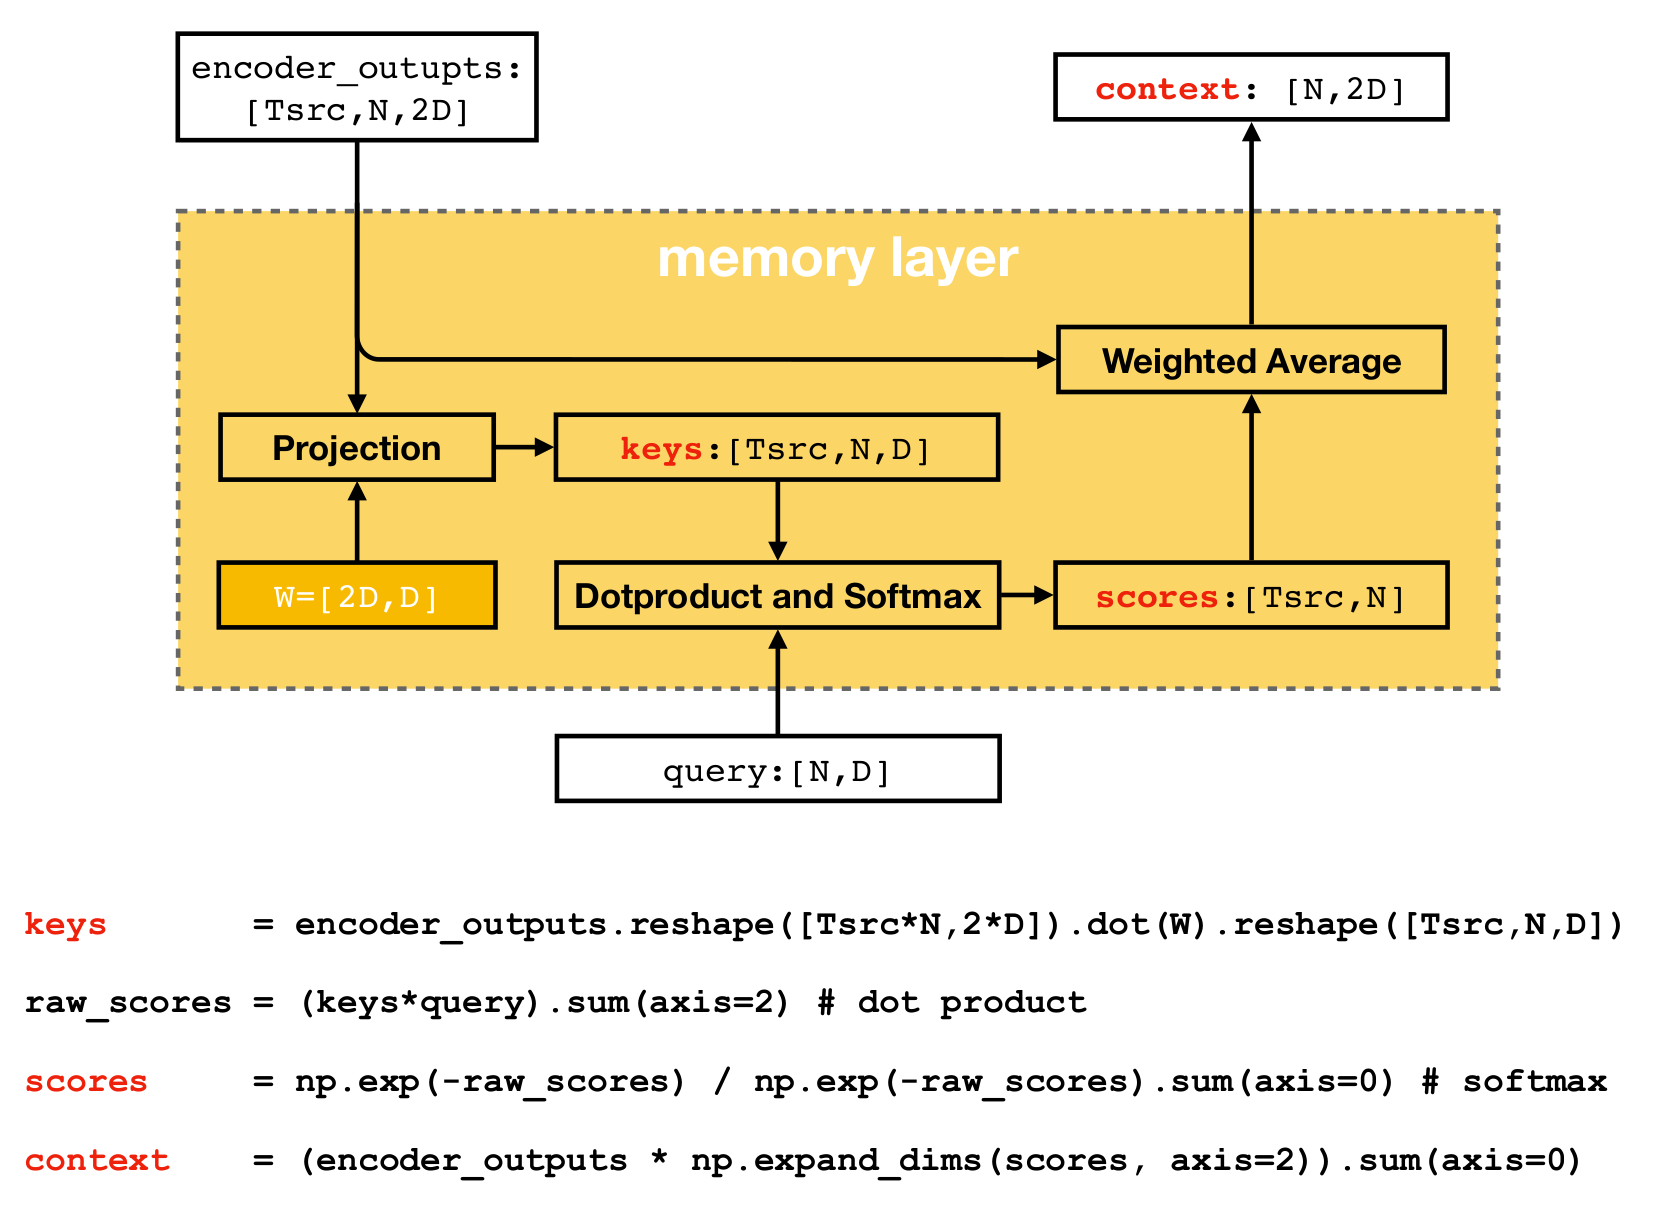 encoder_outupts:
[Tsrc,N,2D]
context: [N,2D]
memory layer
Weighted Average
Projection
keys:[Tsrc,N,D]
W=[2D,D]
Dotproduct and Softmax
scores:[Tsrc,N]
query:[N,D]
keys = encoder_outputs.reshape([Tsrc*N,2*D]).dot(W).reshape([Tsrc,N,D])
raw_scores = (keys*query).sum(axis=2) # dot product
scores = np.exp(-raw_scores) / np.exp(-raw_scores).sum(axis=0) # softmax
context = (encoder_outputs * np.expand_dims(scores, axis=2)).sum(axis=0)